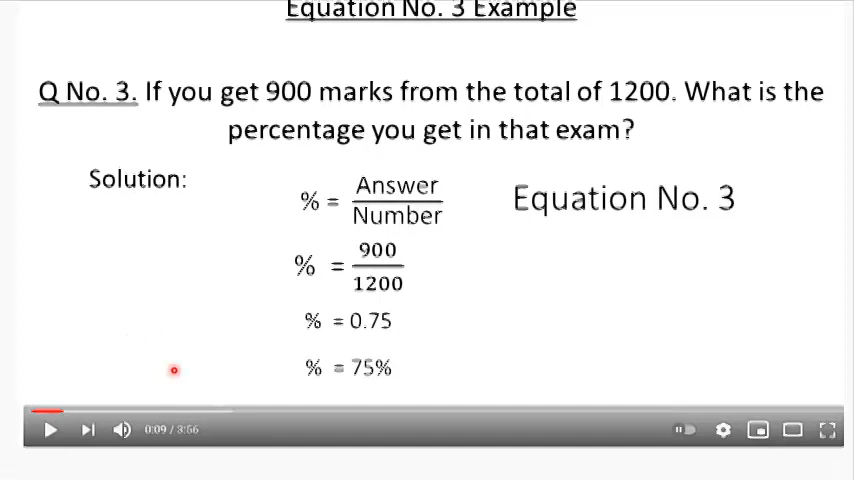 Equation No. 3 Example
Q No. 3. If you get 900 marks from the total of 1200. What is the
percentage you get in that exam?
Solution:
% = Answer / Number
Equation No. 3
% = 900 / 1200
% = 0.75
% = 75%
0:09 / 3:56